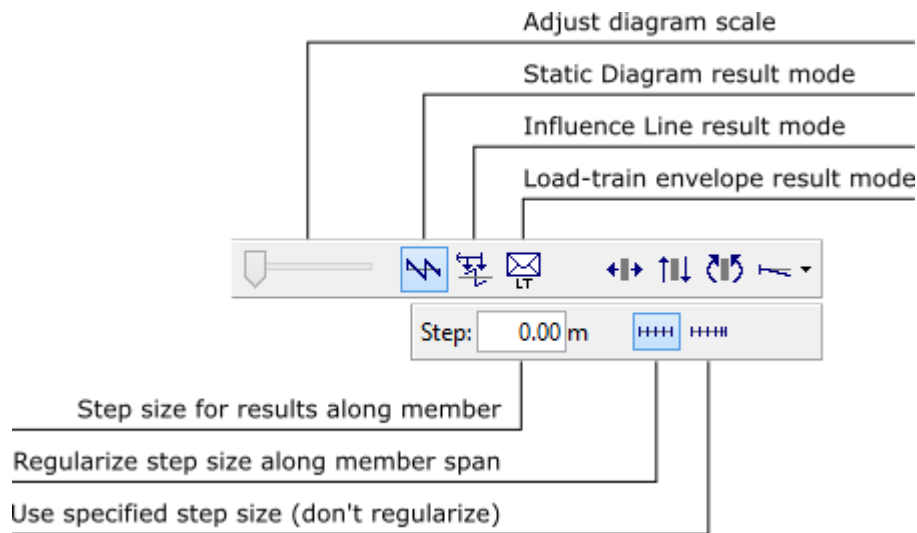 Adjust diagram scale
Static Diagram result mode
Influence Line result mode
Load-train envelope result mode
LT
Step: 0.00 m
Step size for results along member
Regularize step size along member span
Use specified step size (don't regularize)